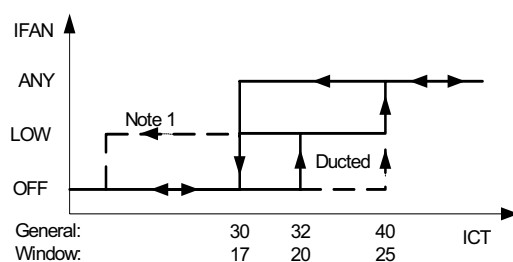 IFAN
ANY
Note 1
LOW
Ducted
OFF
General: 30 32 40 ICT
Window: 17 20 25